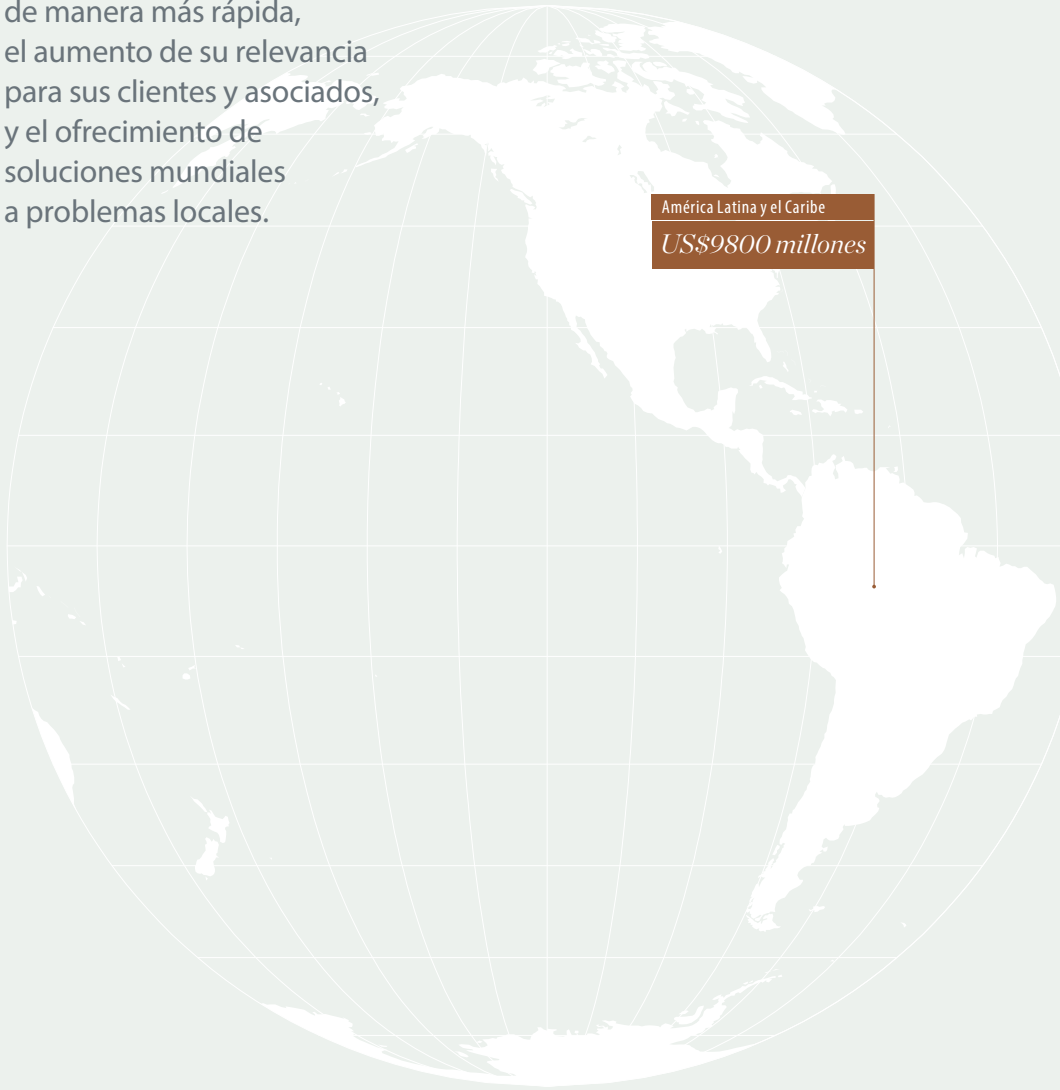 de manera más rápida,
el aumento de su relevancia
para sus clientes y asociados,
y el ofrecimiento de
soluciones mundiales
a problemas locales.
América Latina y el Caribe
US$9800 millones